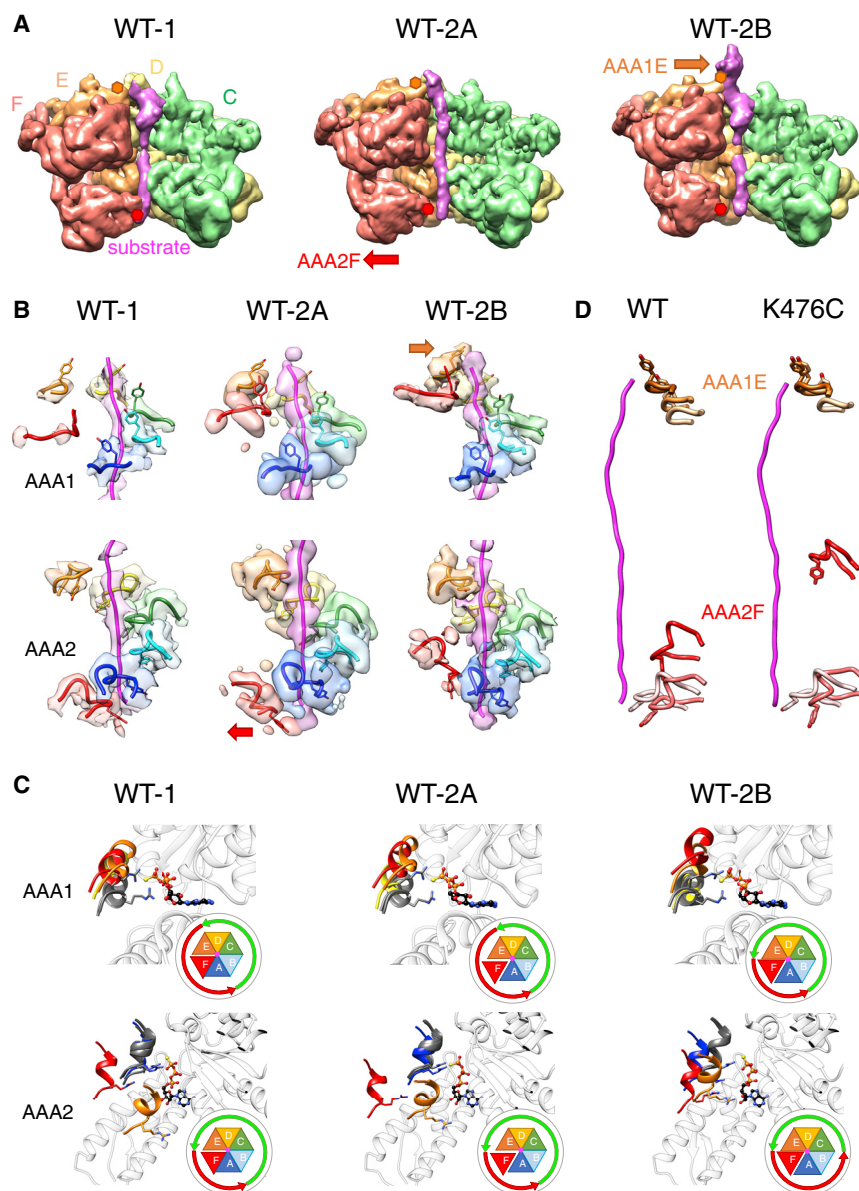 A
WT-1
WT-2A
WT-2B
F
E
D
C
AAA1E
substrate
AAA2F
B
WT-1
WT-2A
WT-2B
AAA1
AAA2
D
WT
K476C
AAA1E
AAA2F
C
WT-1
WT-2A
WT-2B
AAA1
E D C
F A B
E D C
F A B
E D C
F A B
AAA2
E D C
F A B
E D C
F A B
E D C
F A B